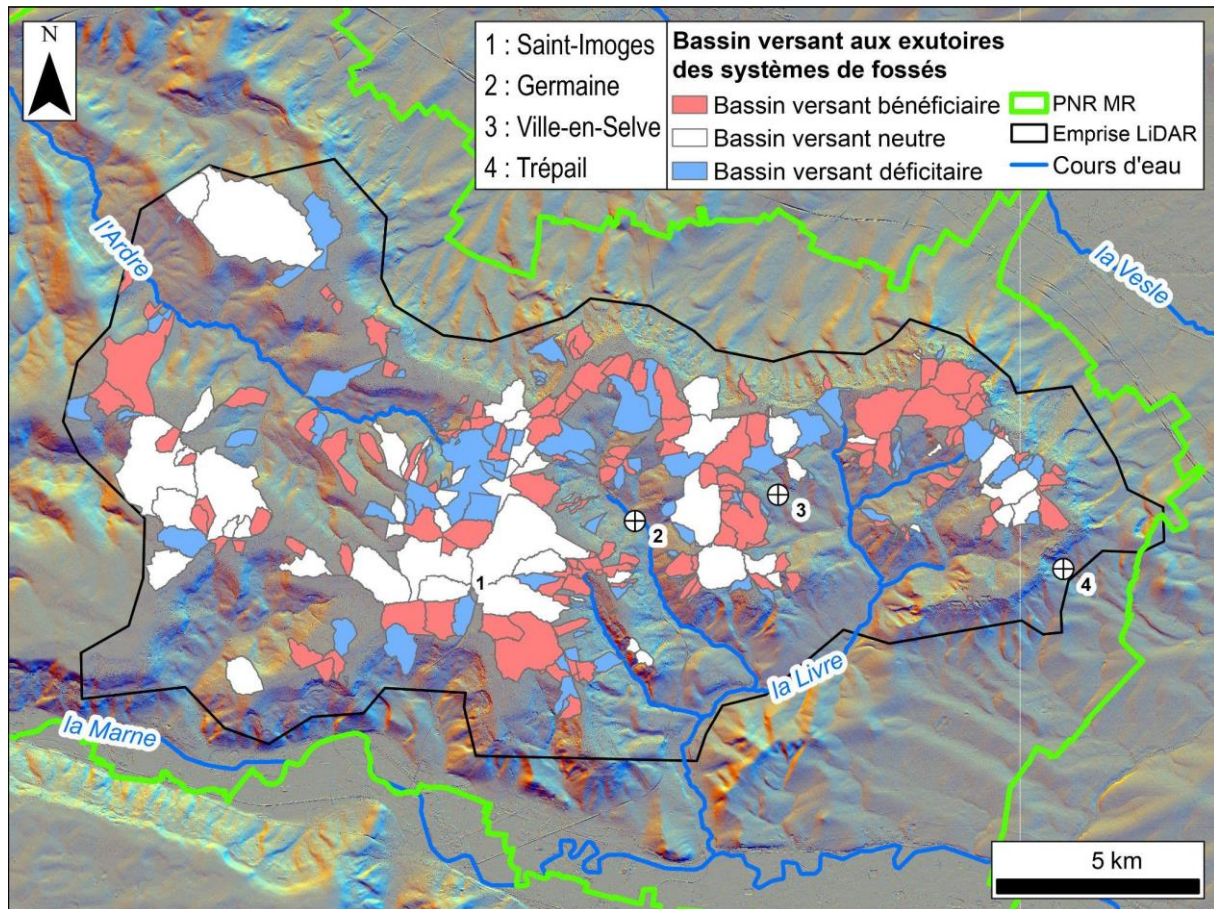 N
1 : Saint-Imoges
2 : Germaine
3 : Ville-en-Selve
4 : Trépail
Bassin versant aux exutoires
des systèmes de fossés
Bassin versant bénéficiaire
Bassin versant neutre
Bassin versant déficitaire
PNR MR
Emprise LiDAR
Cours d'eau
l'Ardre
la Vesle
3
2
4
1
la Livre
la Marne
5 km